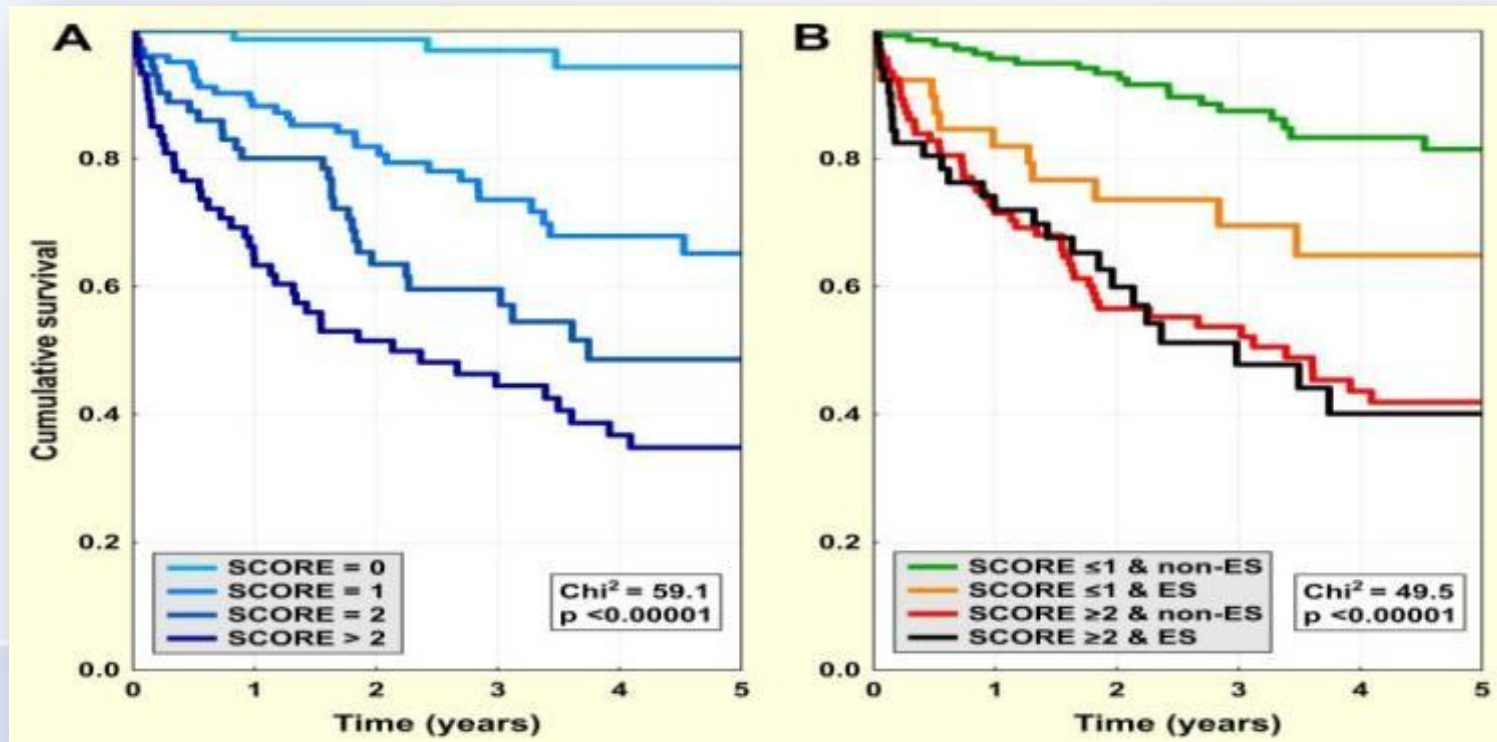 A
Cumulative survival
0.8
0.6
0.4
0.2
0.0
SCORE = 0
SCORE = 1
SCORE = 2
SCORE > 2
Chi² = 59.1
p <0.00001
0 1 2 3 4 5
Time (years)
B
0.8
0.6
0.4
0.2
0.0
SCORE ≤1 & non-ES
SCORE ≤1 & ES
SCORE ≥2 & non-ES
SCORE ≥2 & ES
Chi² = 49.5
p <0.00001
0 1 2 3 4 5
Time (years)